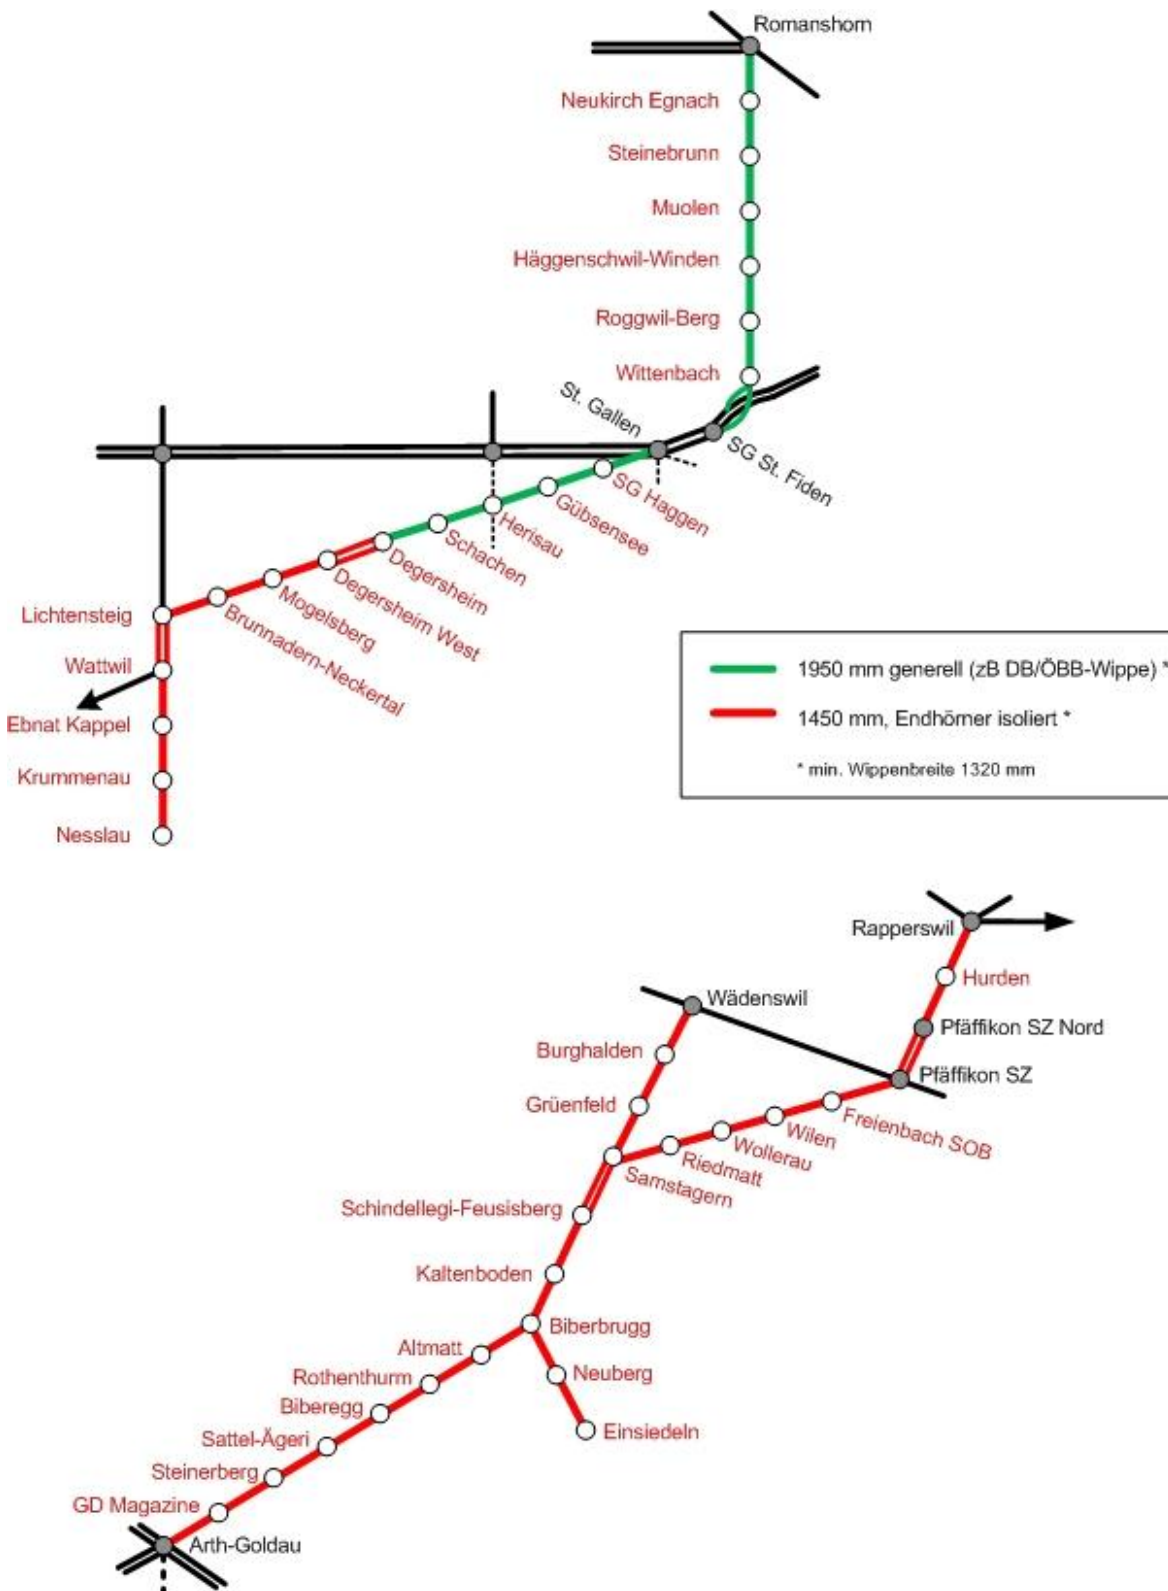 Romanshorn
Neukirch Egnach
Steinebrunn
Muolen
Häggenschwil-Winden
Roggwil-Berg
Wittenbach
St. Gallen
SG St. Fiden
SG Haggen
Gübsensee
Herisau
Schachen
Degersheim
Degersheim West
Mogelsberg
Brunnadern-Neckertal
Lichtensteig
Wattwil
Ebnat Kappel
Krummenau
Nesslau
1950 mm generell (zB DB/ÖBB-Wippe) *
1450 mm, Endhörner isoliert *
* min. Wippenbreite 1320 mm
Rapperswil
Hurden
Wädenswil
Pfäffikon SZ Nord
Burghalden
Pfäffikon SZ
Grüenfeld
Freienbach SOB
Wilen
Wollerau
Riedmatt
Samstagern
Schindellegi-Feusisberg
Kaltenboden
Biberbrugg
Altmatt
Neuberg
Rothenthurm
Biberegg
Einsiedeln
Sattel-Ägeri
Steinerberg
GD Magazine
Arth-Goldau